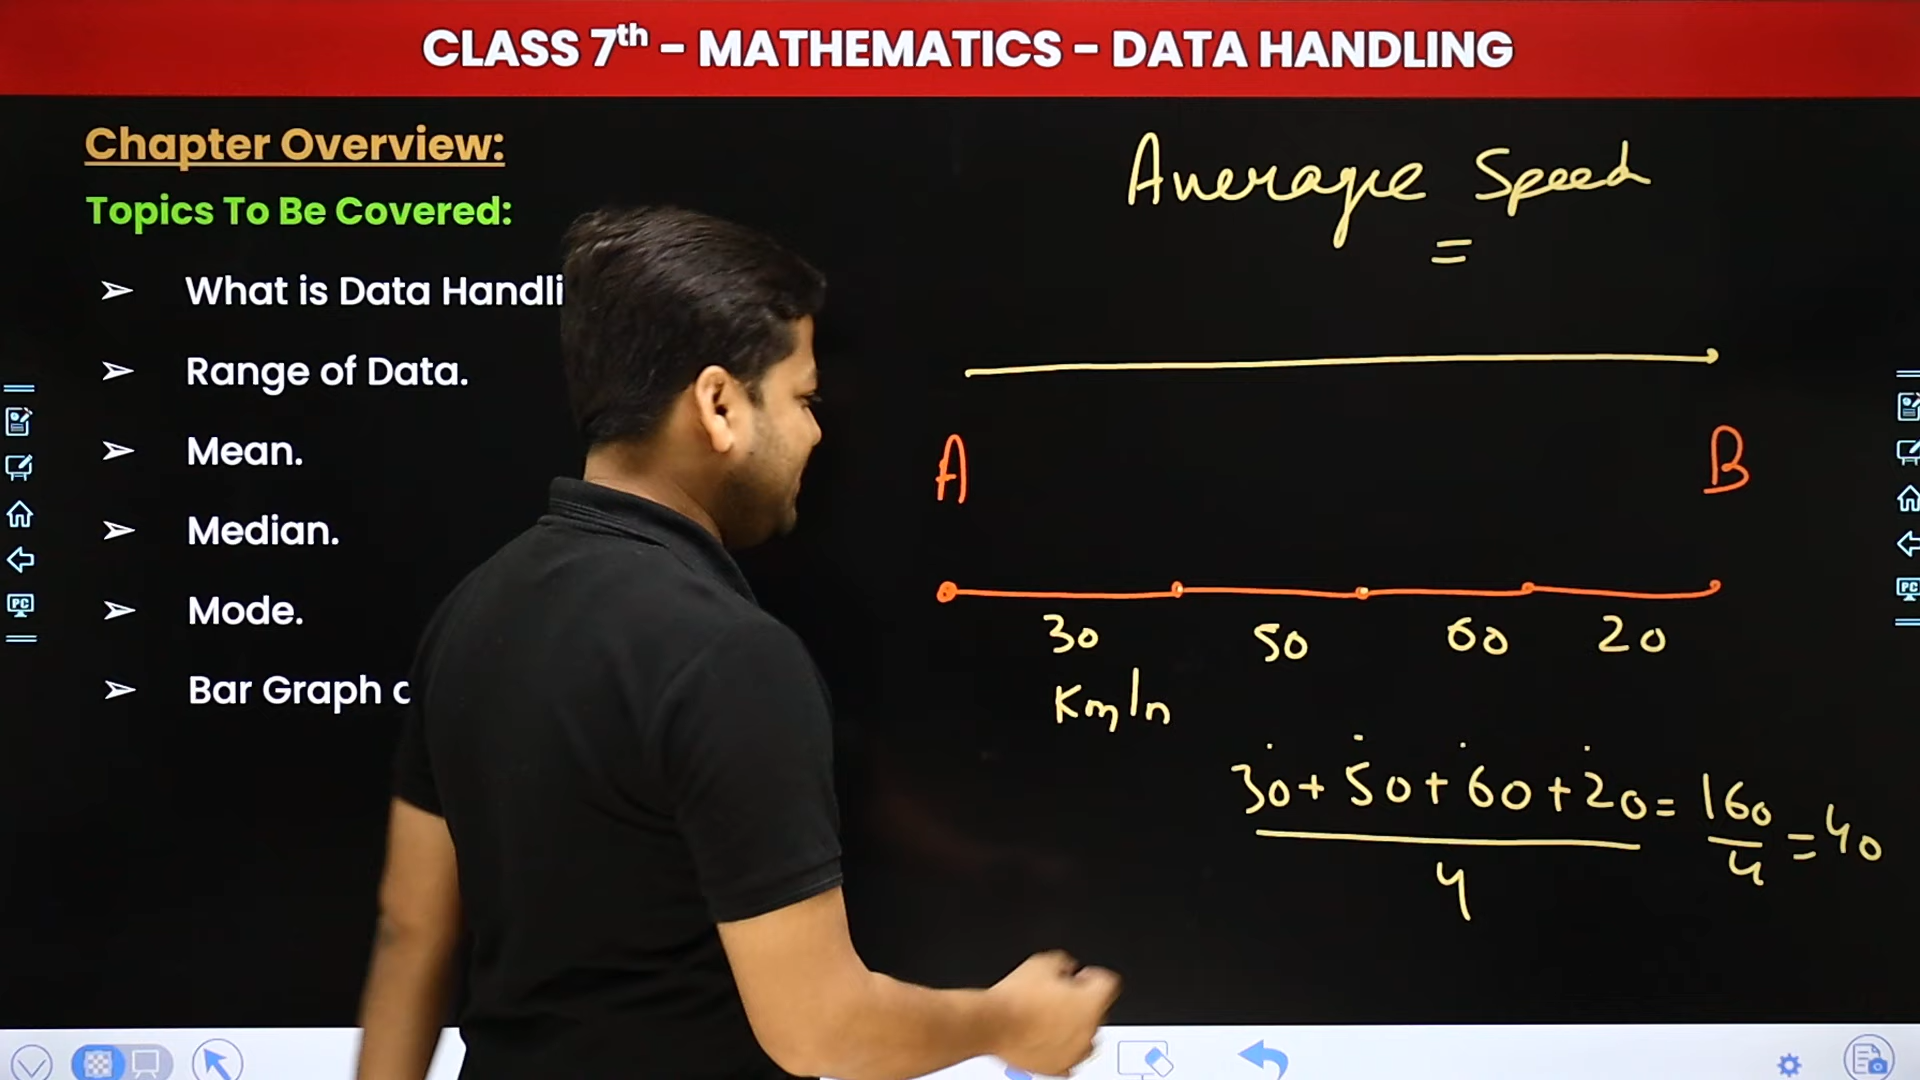 CLASS 7th - MATHEMATICS - DATA HANDLING
Chapter Overview:
Topics To Be Covered:
➢ What is Data Handli
➢ Range of Data.
➢ Mean.
➢ Median.
➢ Mode.
➢ Bar Graph
Average Speed
=
A B
30 50 60 20
Km/h
30+50+60+20 = 160 = 40
4 4
PC
PC